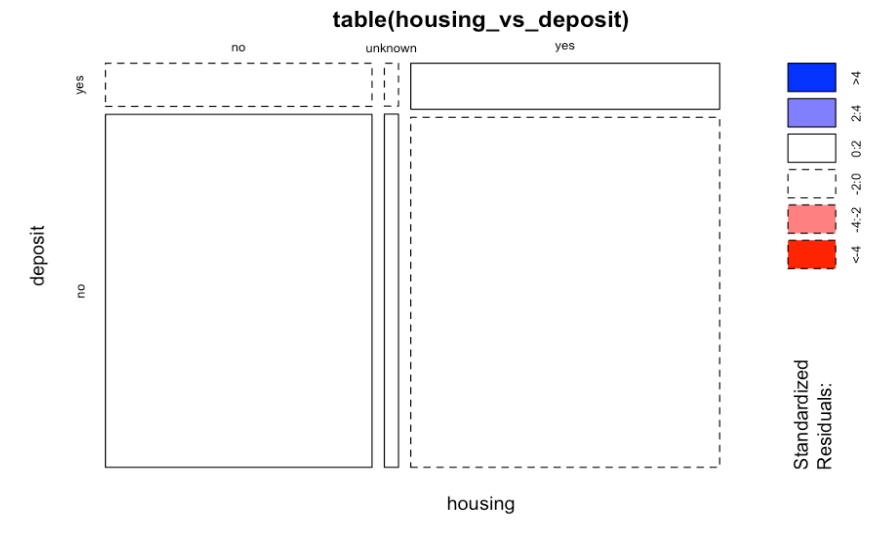 table(housing_vs_deposit)
no
unknown
yes
yes
no
deposit
housing
>4
2:4
0:2
-2:0
-4:-2
<-4
Standardized
Residuals: